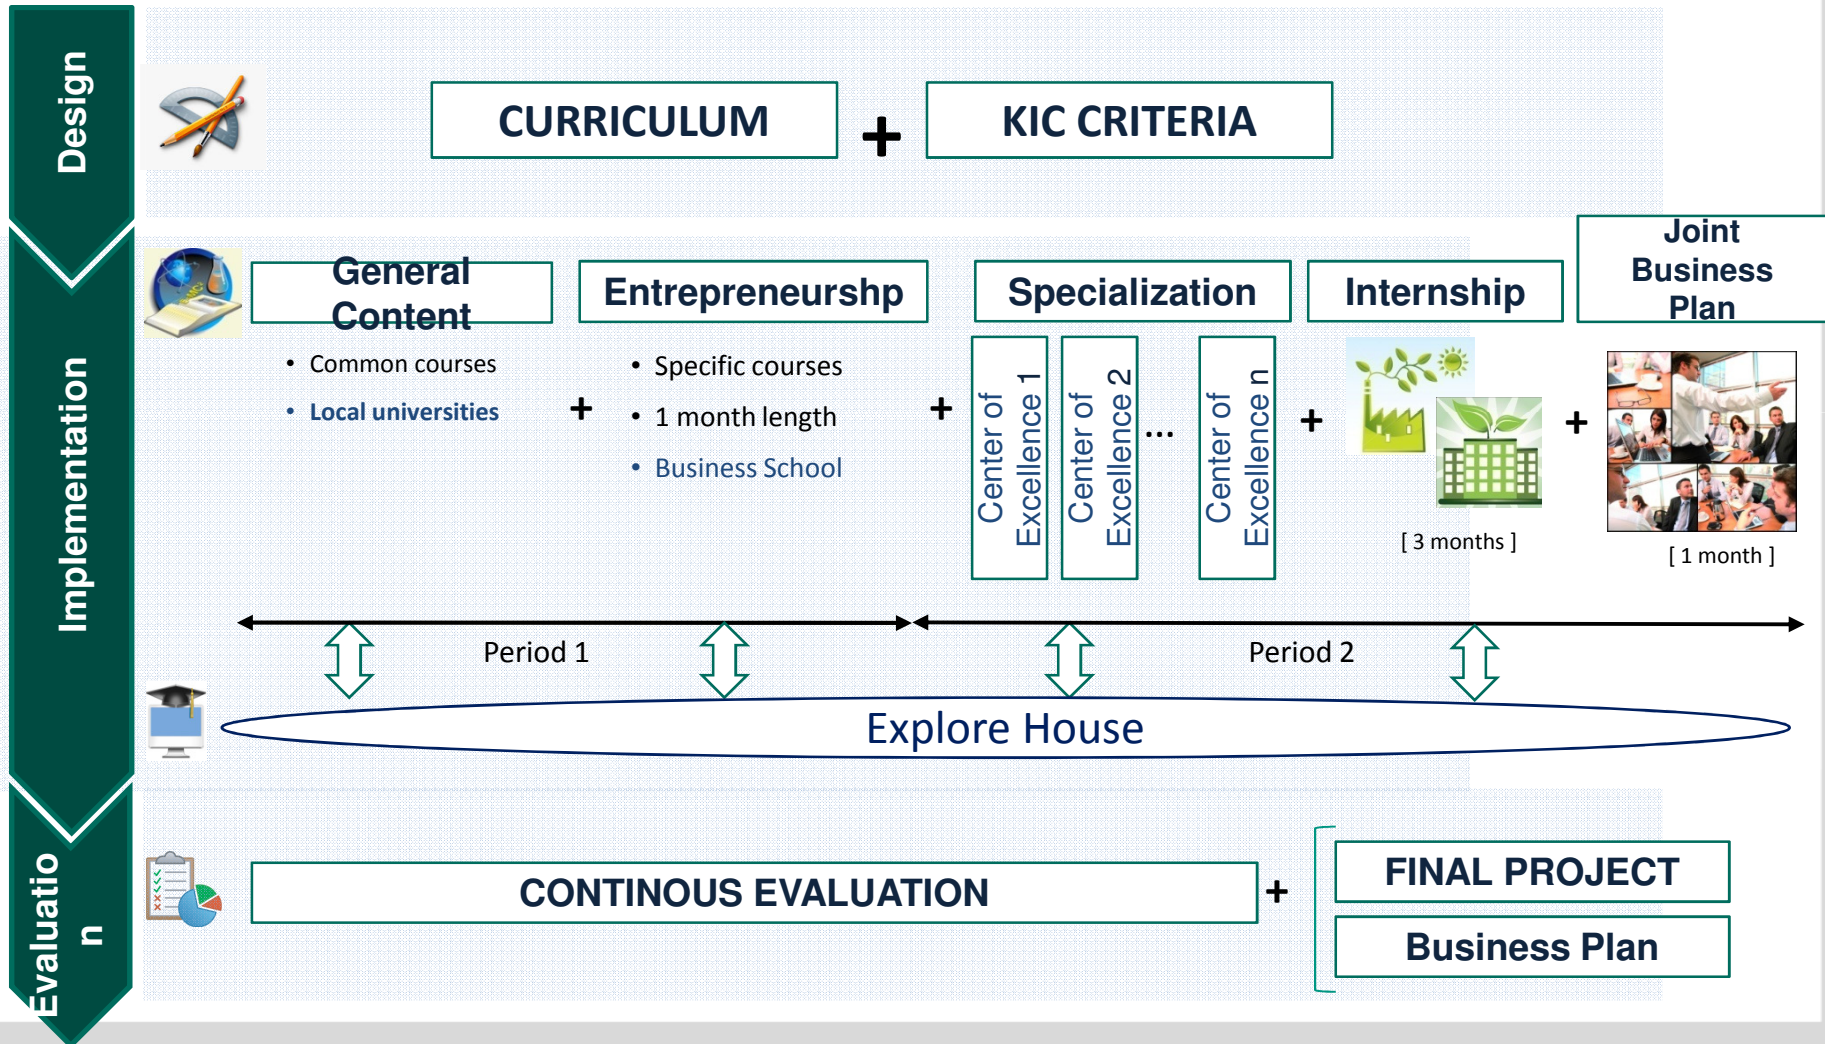 Design
CURRICULUM
+
KIC CRITERIA
Implementation
General
Content
• Common courses
• Local universities
+
Entrepreneurshp
• Specific courses
• 1 month length
• Business School
+
Specialization
Center of
Excellence 1
Center of
Excellence 2
...
Center of
Excellence n
+
Internship
[ 3 months ]
+
Joint
Business
Plan
[ 1 month ]
Period 1
Period 2
Explore House
Evaluatio
n
CONTINOUS EVALUATION
+
FINAL PROJECT
Business Plan